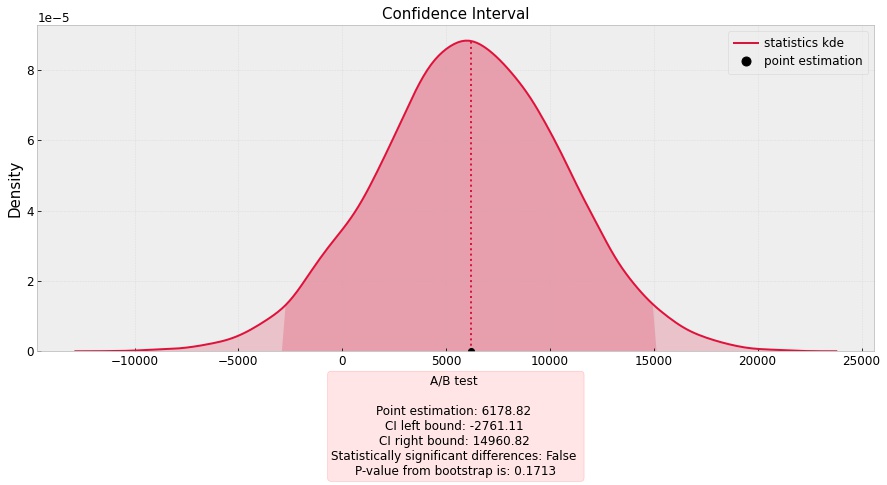 Confidence Interval
1e−5
statistics kde
point estimation
Density
8
6
4
2
0
−10000 −5000 0 5000 10000 15000 20000 25000
A/B test
Point estimation: 6178.82
CI left bound: -2761.11
CI right bound: 14960.82
Statistically significant differences: False
P-value from bootstrap is: 0.1713